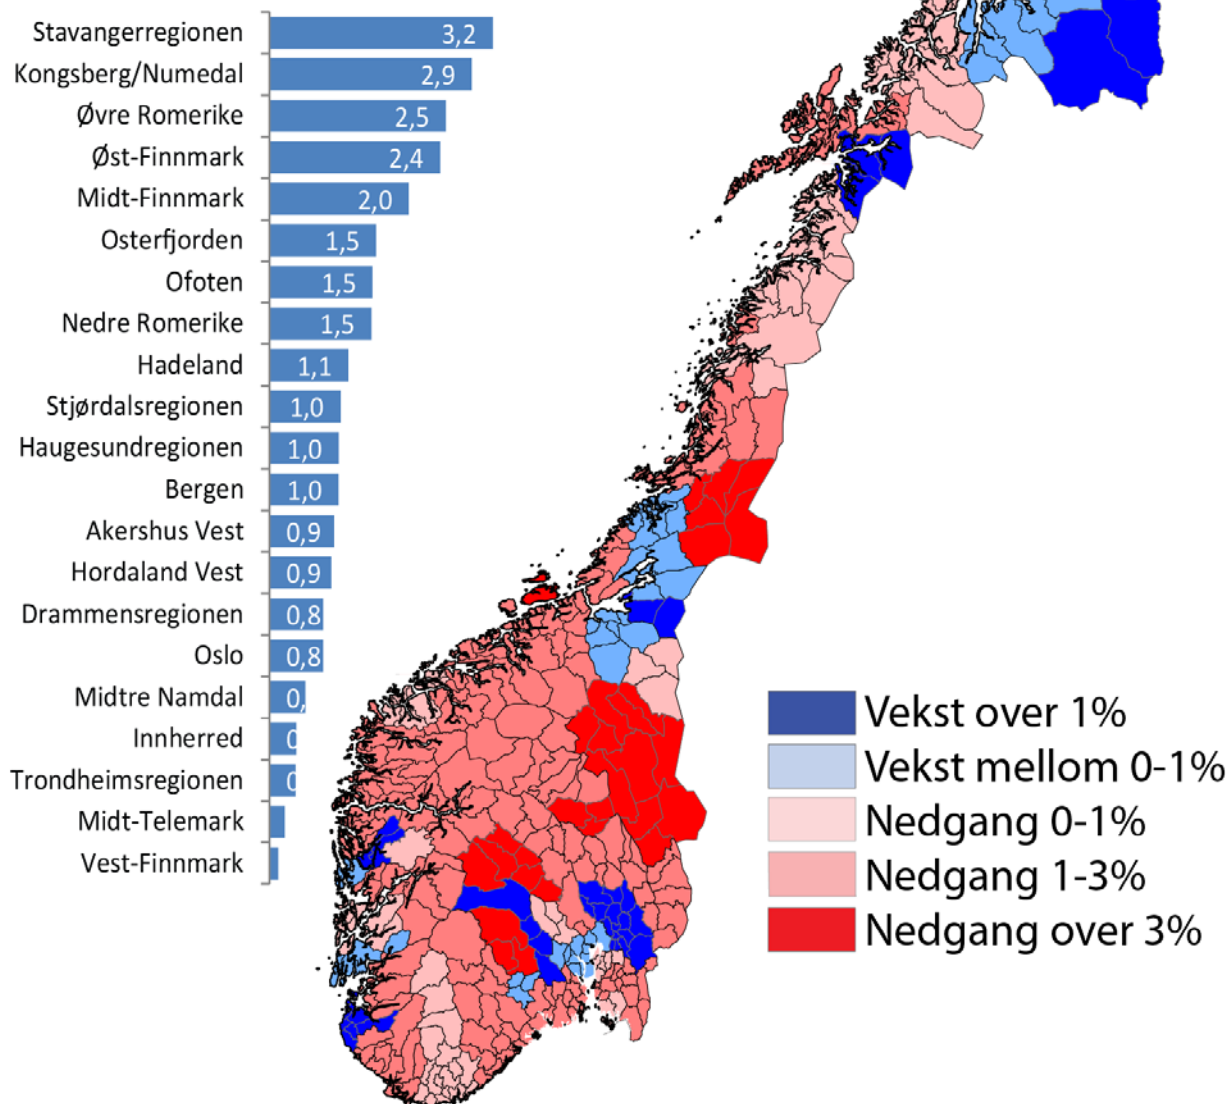 Stavangerregionen 3,2
Kongsberg/Numedal 2,9
Øvre Romerike 2,5
Øst-Finnmark 2,4
Midt-Finnmark 2,0
Osterfjorden 1,5
Ofoten 1,5
Nedre Romerike 1,5
Hadeland 1,1
Stjørdalsregionen 1,0
Haugesundregionen 1,0
Bergen 1,0
Akershus Vest 0,9
Hordaland Vest 0,9
Drammensregionen 0,8
Oslo 0,8
Midtre Namdal 0,
Innherred 0
Trondheimsregionen 0
Midt-Telemark
Vest-Finnmark
Vekst over 1%
Vekst mellom 0-1%
Nedgang 0-1%
Nedgang 1-3%
Nedgang over 3%